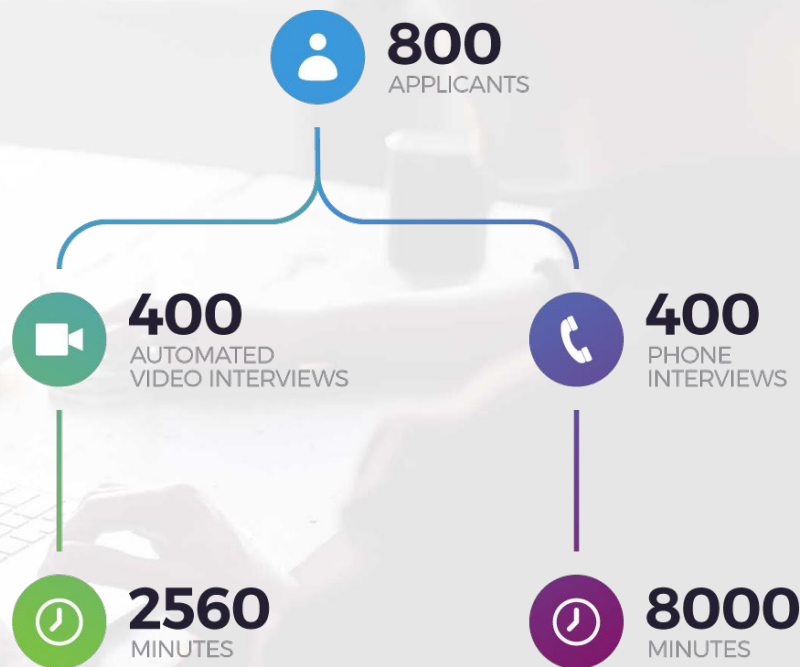 800
APPLICANTS
400
AUTOMATED
VIDEO INTERVIEWS
400
PHONE
INTERVIEWS
2560
MINUTES
8000
MINUTES